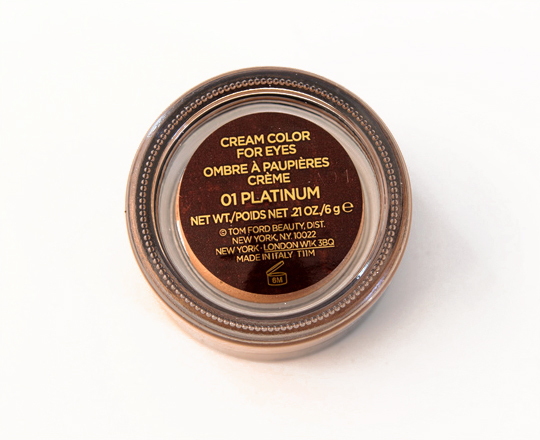 CREAM COLOR
FOR EYES
OMBRE À PAUPIÈRES
CRÈME
01 PLATINUM
NET WT./POIDS NET .21 OZ./6 g e
© TOM FORD BEAUTY, DIST.
NEW YORK, N.Y. 10022
NEW YORK · LONDON W1K 3BQ
MADE IN ITALY T11M
6M